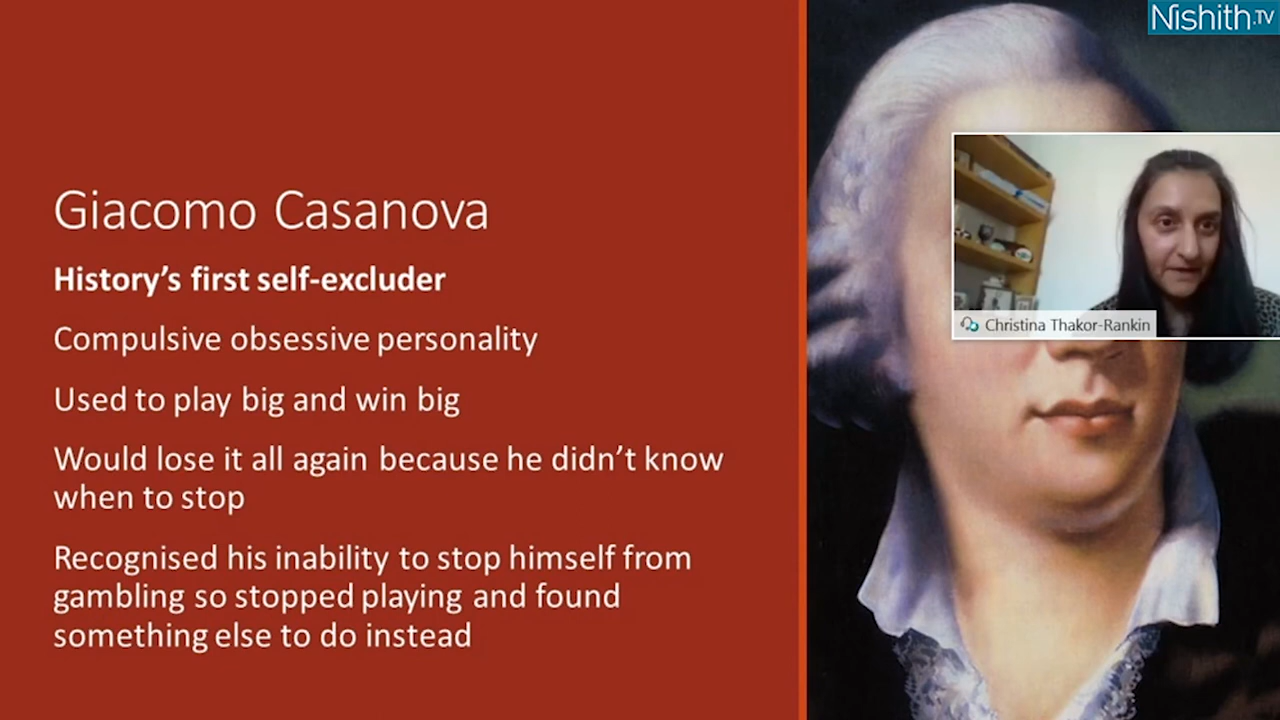 Nishith.TV
Giacomo Casanova
History’s first self-excluder
Compulsive obsessive personality
Used to play big and win big
Would lose it all again because he didn’t know
when to stop
Recognised his inability to stop himself from
gambling so stopped playing and found
something else to do instead
Christina Thakor-Rankin